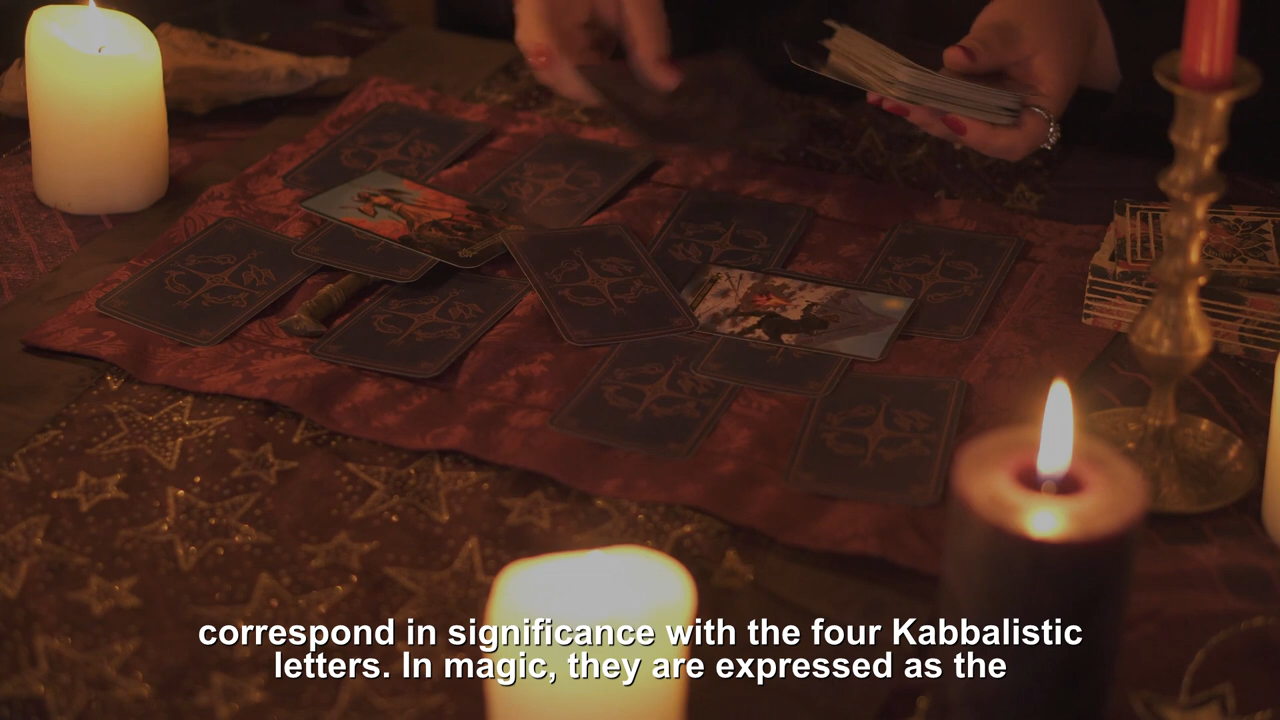 correspond in significance with the four Kabbalistic
letters. In magic, they are expressed as the